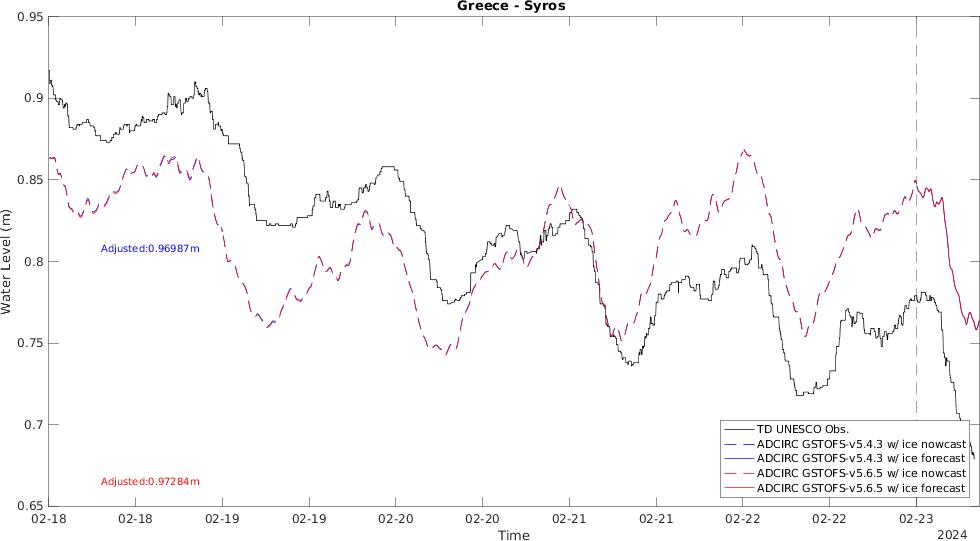 Greece - Syros
0.95
0.9
0.85
0.8
0.75
0.7
0.65
Water Level (m)
Adjusted:0.96987m
Adjusted:0.97284m
TD UNESCO Obs.
ADCIRC GSTOFS-v5.4.3 w/ ice nowcast
ADCIRC GSTOFS-v5.4.3 w/ ice forecast
ADCIRC GSTOFS-v5.6.5 w/ ice nowcast
ADCIRC GSTOFS-v5.6.5 w/ ice forecast
02-18 02-18 02-19 02-19 02-20 02-20 02-21 02-21 02-22 02-22 02-23
Time
2024